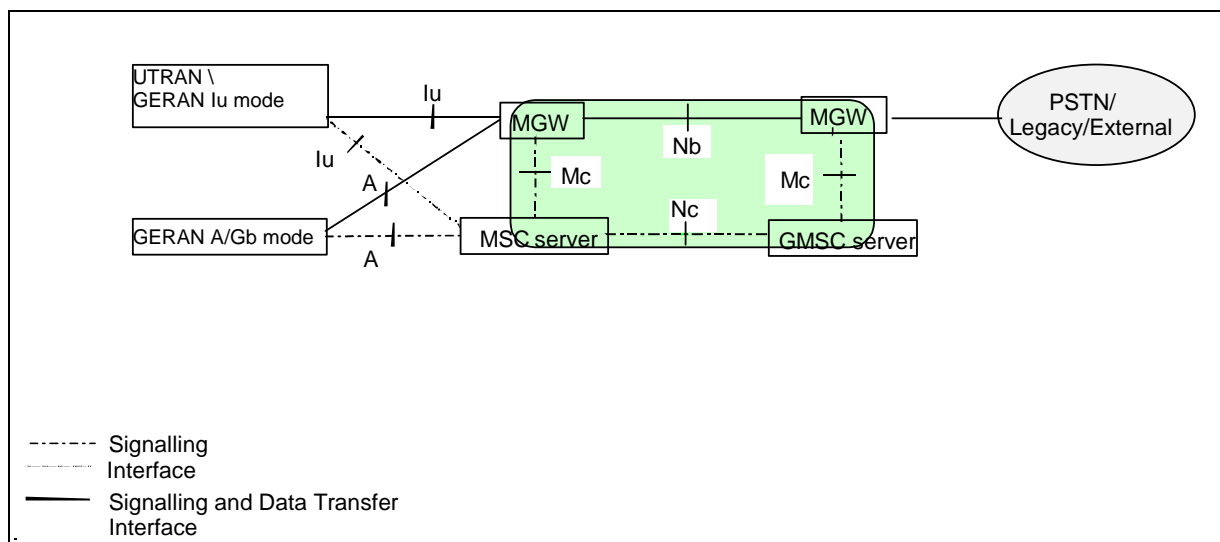 UTRAN \
GERAN Iu mode
Iu
MGW
MGW
PSTN/
Legacy/External
Nb
Iu
Mc
Mc
A
Nc
GERAN A/Gb mode
MSC server
GMSC server
A
Signalling
Interface
Signalling and Data Transfer
Interface